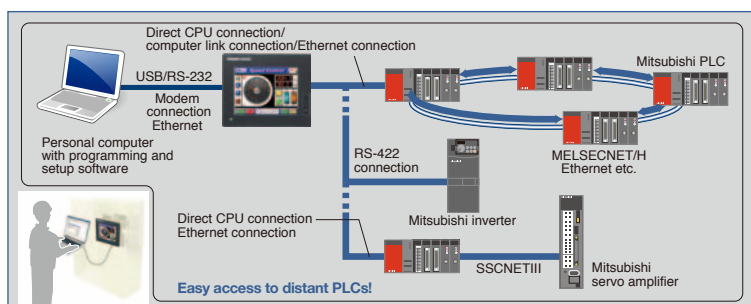 Direct CPU connection/
computer link connection/Ethernet connection
USB/RS-232
Modem
connection
Ethernet
Personal computer
with programming and
setup software
Mitsubishi PLC
MELSECNET/H
Ethernet etc.
RS-422
connection
Mitsubishi inverter
Direct CPU connection
Ethernet connection
SSCNETIII
Mitsubishi
servo amplifier
Easy access to distant PLCs!